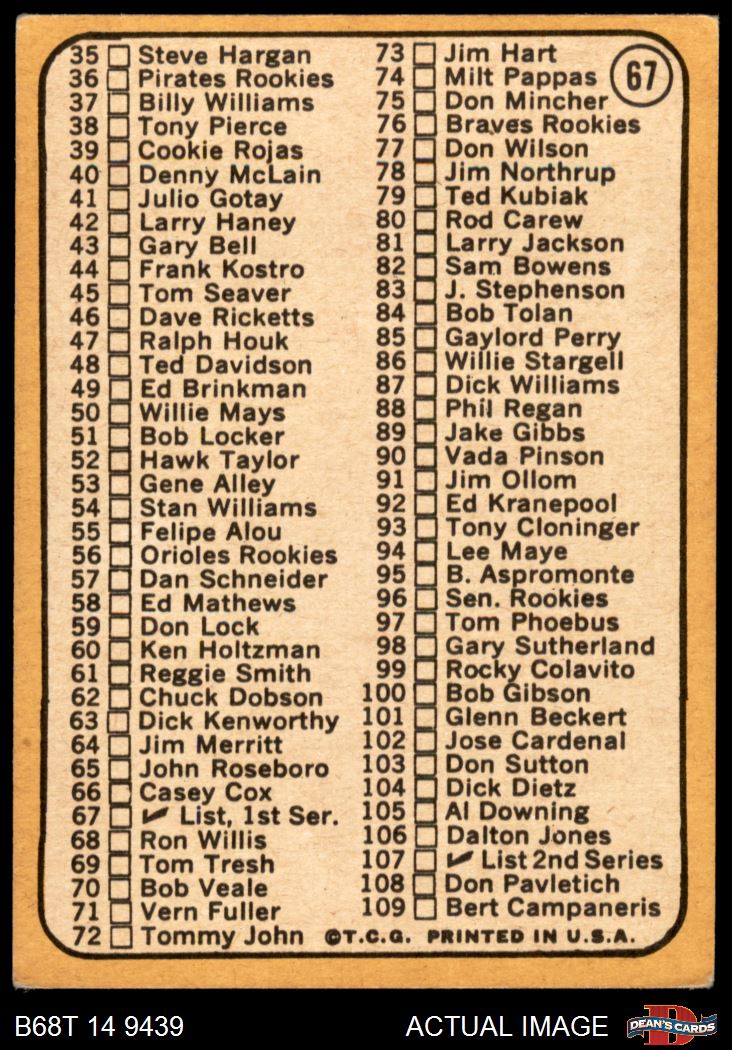 35 Steve Hargan
36 Pirates Rookies
37 Billy Williams
38 Tony Pierce
39 Cookie Rojas
40 Denny McLain
41 Julio Gotay
42 Larry Haney
43 Gary Bell
44 Frank Kostro
45 Tom Seaver
46 Dave Ricketts
47 Ralph Houk
48 Ted Davidson
49 Ed Brinkman
50 Willie Mays
51 Bob Locker
52 Hawk Taylor
53 Gene Alley
54 Stan Williams
55 Felipe Alou
56 Orioles Rookies
57 Dan Schneider
58 Ed Mathews
59 Don Lock
60 Ken Holtzman
61 Reggie Smith
62 Chuck Dobson
63 Dick Kenworthy
64 Jim Merritt
65 John Roseboro
66 Casey Cox
67 ✔ List, 1st Ser.
68 Ron Willis
69 Tom Tresh
70 Bob Veale
71 Vern Fuller
72 Tommy John
73 Jim Hart
74 Milt Pappas
75 Don Mincher
76 Braves Rookies
77 Don Wilson
78 Jim Northrup
79 Ted Kubiak
80 Rod Carew
81 Larry Jackson
82 Sam Bowens
83 J. Stephenson
84 Bob Tolan
85 Gaylord Perry
86 Willie Stargell
87 Dick Williams
88 Phil Regan
89 Jake Gibbs
90 Vada Pinson
91 Jim Ollom
92 Ed Kranepool
93 Tony Cloninger
94 Lee Maye
95 B. Aspromonte
96 Sen. Rookies
97 Tom Phoebus
98 Gary Sutherland
99 Rocky Colavito
100 Bob Gibson
101 Glenn Beckert
102 Jose Cardenal
103 Don Sutton
104 Dick Dietz
105 Al Downing
106 Dalton Jones
107 ✔ List 2nd Series
108 Don Pavletich
109 Bert Campaneris
67
©T.C.G. PRINTED IN U.S.A.
B68T 14 9439
ACTUAL IMAGE
D
DEAN'S CARDS